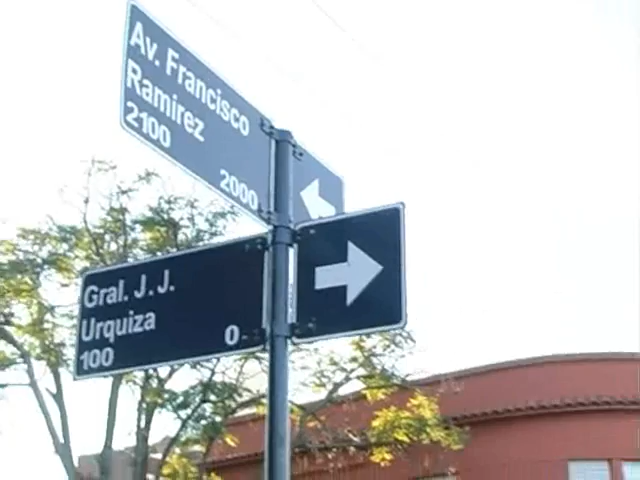 Av. Francisco
Ramirez
2100
2000
Gral. J. J.
Urquiza
100
0